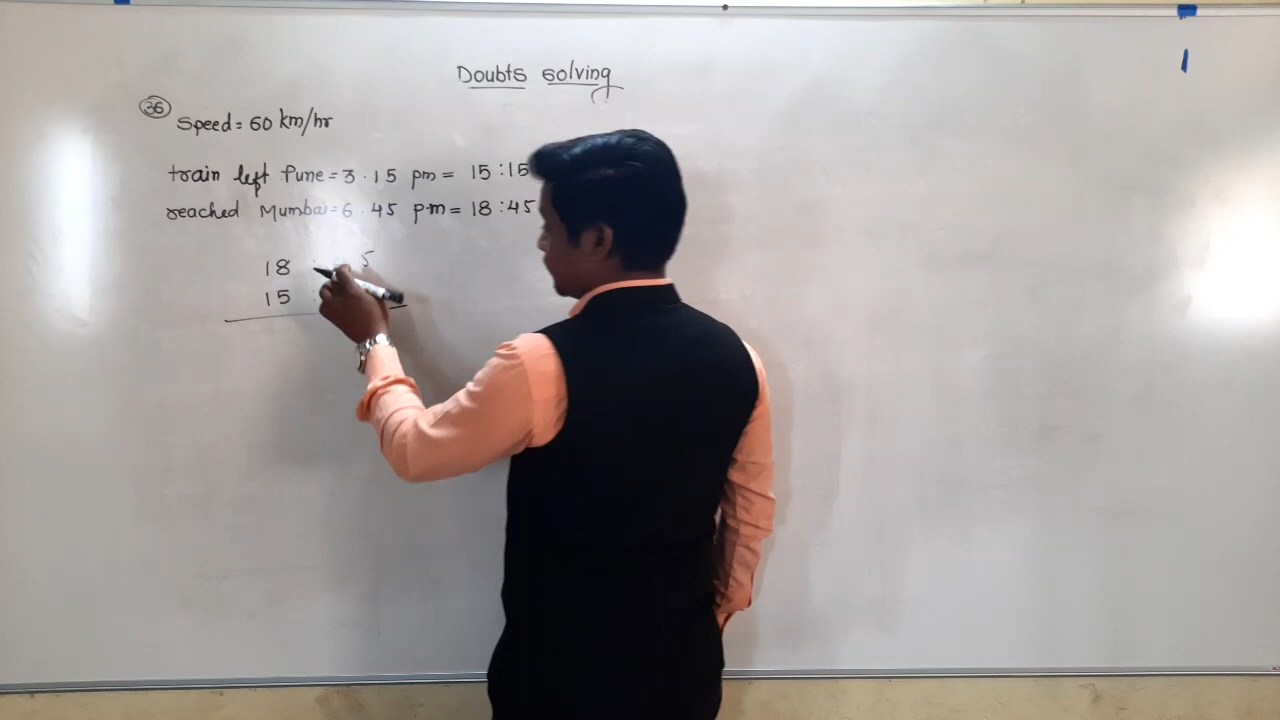 Doubts solving
36
Speed = 60 km/hr
train left Pune = 3.15 pm = 15:15
reached Mumbai = 6.45 p.m = 18:45
18 : 5
15 :